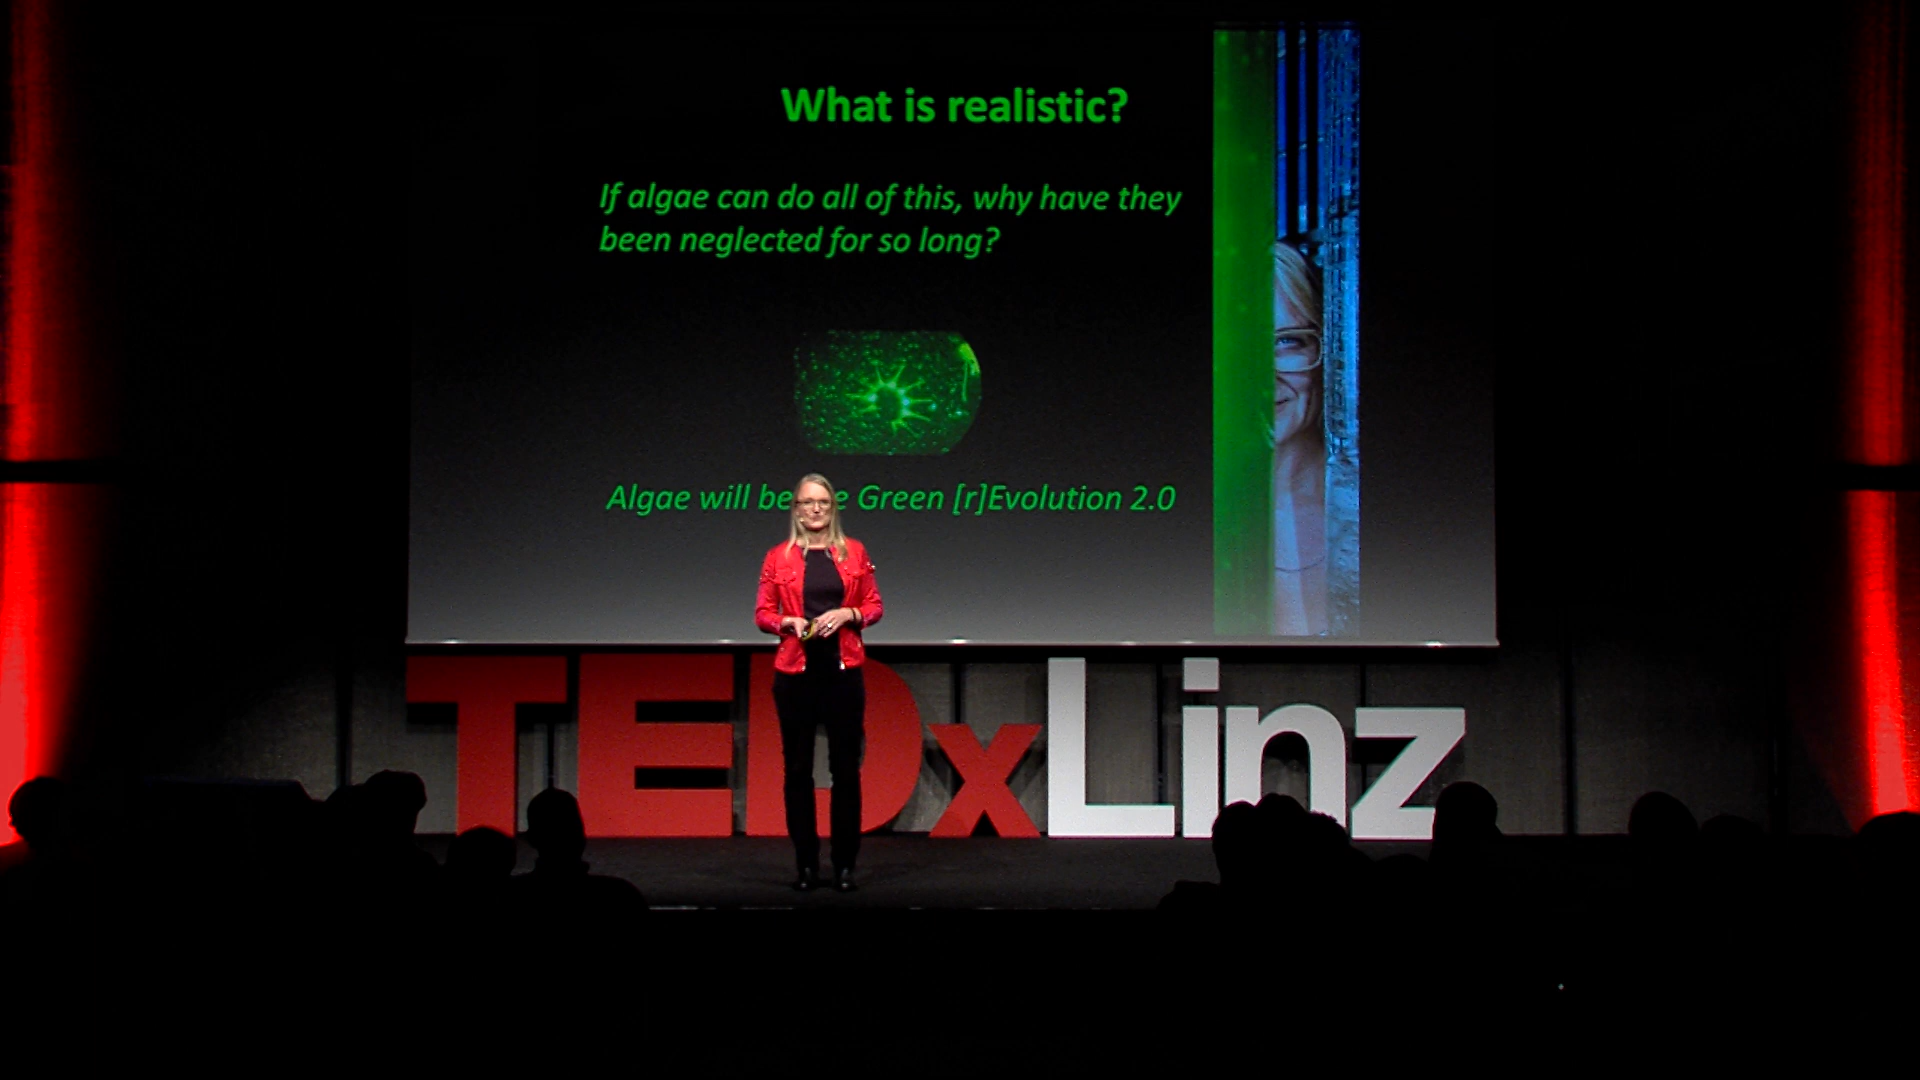 What is realistic?
If algae can do all of this, why have they
been neglected for so long?
Algae will be Green [r]Evolution 2.0
TEDxLinz